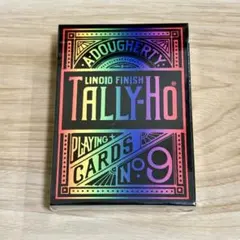 A.DOUGHERTY
LINOID FINISH
TALLY-HO
PLAYING
CARDS
No. 9